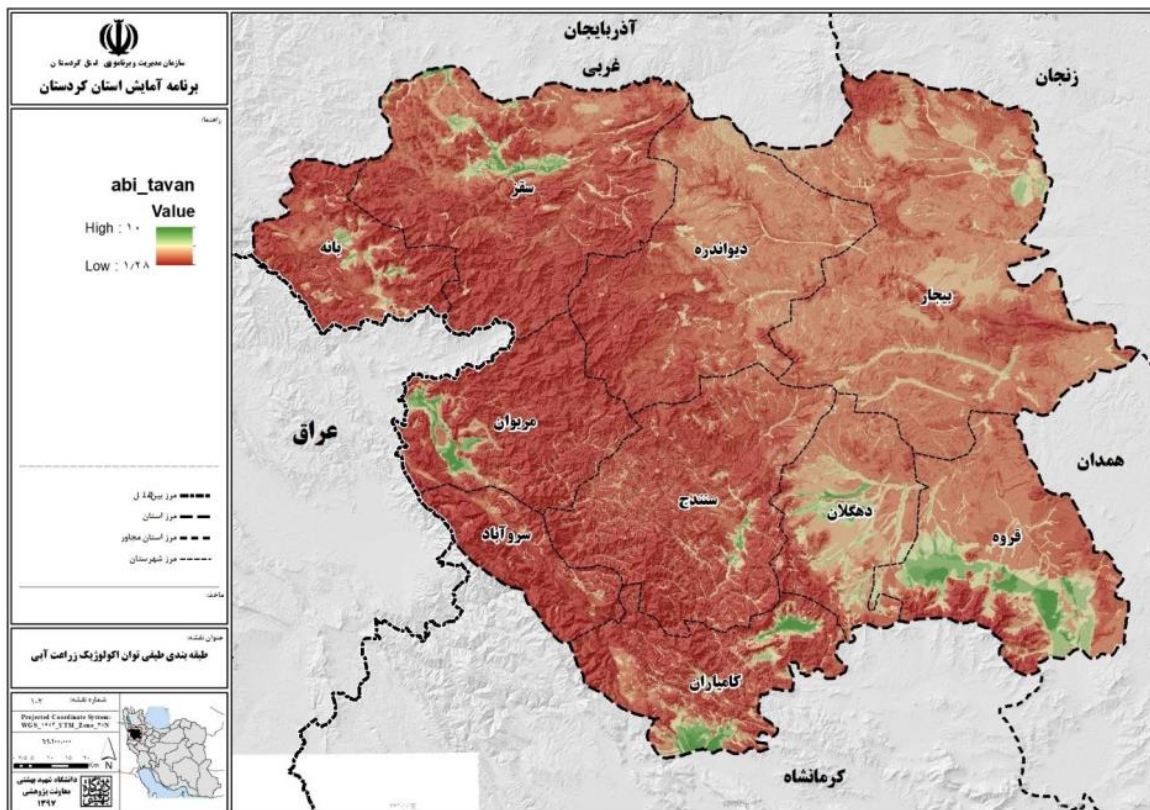 سازمان مدیریت و برنامه‌ریزی استان کردستان
برنامه آمایش استان کردستان
راهنما:
abi_tavan
Value
High : ۱۰
Low : ۱/۲۸
مرز استان
مرز استان مجاور
مرز شهرستان
ماخذ:
عنوان نقشه:
طبقه بندی طیفی توان اکولوژیک زراعت آبی
شماره نقشه:
Projected Coordinate System:
Km
N
دانشگاه شهید بهشتی
معاونت پژوهشی
۱۳۹۷
آذربایجان
غربی
زنجان
سقز
بانه
دیواندره
بیجار
عراق
مریوان
همدان
سنندج
دهگلان
قروه
سروآباد
کامیاران
کرمانشاه